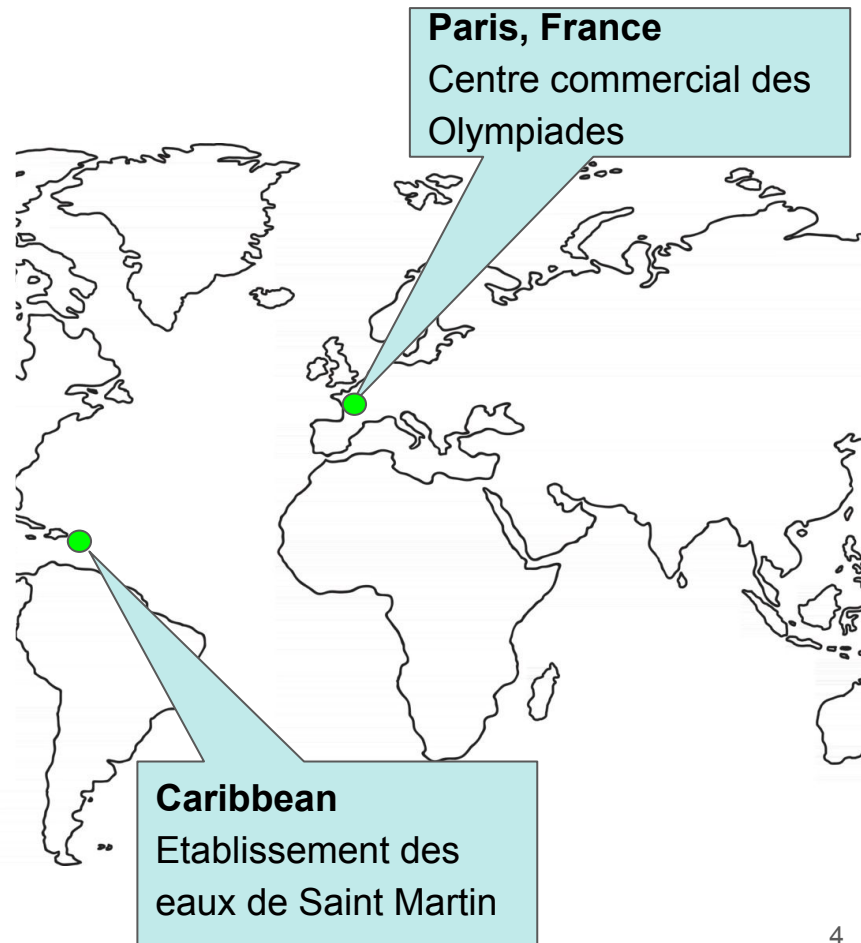 Paris, France
Centre commercial des
Olympiades
Caribbean
Etablissement des
eaux de Saint Martin
4